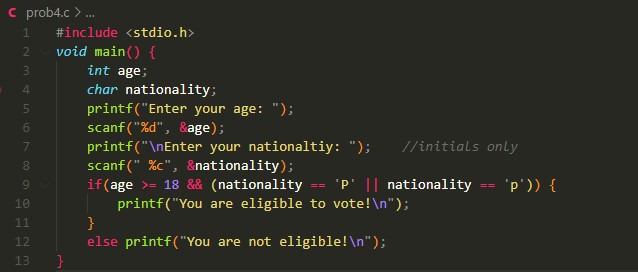 C prob4.c > ...
1 #include <stdio.h>
2 void main() {
3     int age;
4     char nationality;
5     printf("Enter your age: ");
6     scanf("%d", &age);
7     printf("\nEnter your nationaltiy: ");    //initials only
8     scanf(" %c", &nationality);
9     if(age >= 18 && (nationality == 'P' || nationality == 'p')) {
10         printf("You are eligible to vote!\n");
11     }
12     else printf("You are not eligible!\n");
13 }